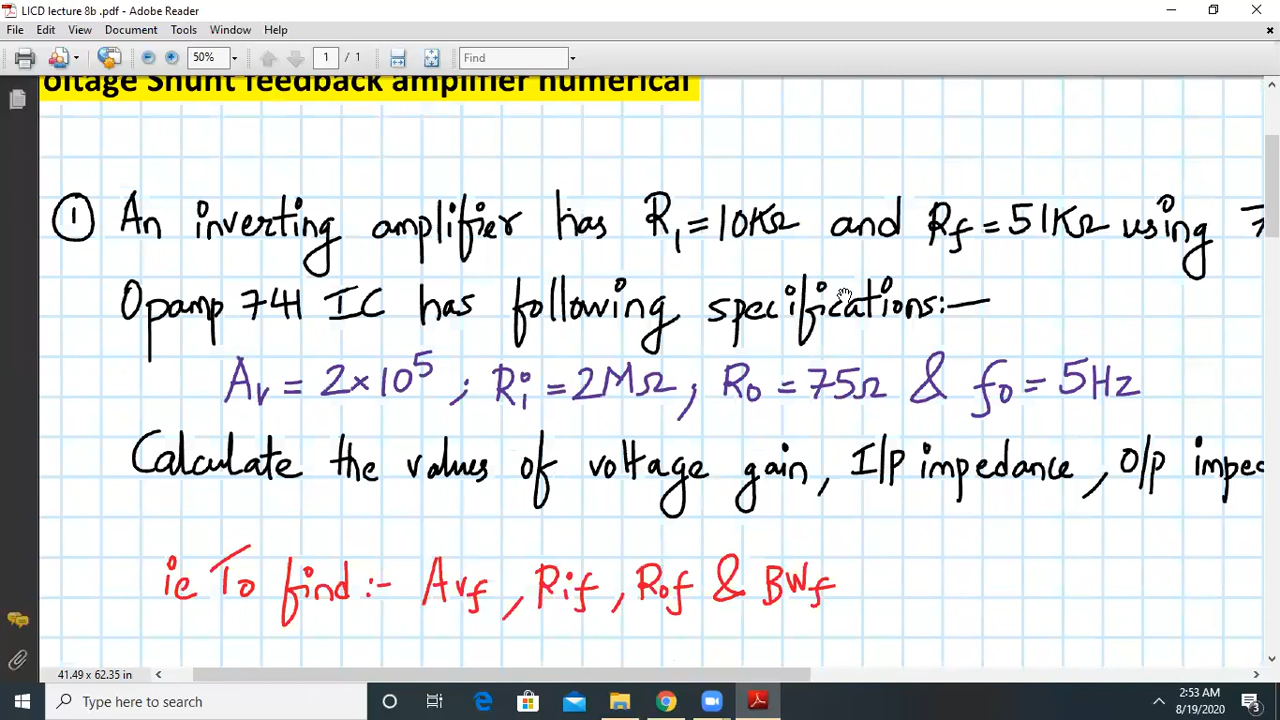 LICD lecture 8b .pdf - Adobe Reader
File Edit View Document Tools Window Help
50% 1 / 1 Find
oltage Shunt feedback amplifier numerical
① An inverting amplifier has R1 = 10KΩ and Rf = 51KΩ using 7
Opamp 741 IC has following specifications:—
Av = 2×10⁵ ; Ri = 2MΩ, Ro = 75Ω & fo = 5Hz
Calculate the values of voltage gain, I/P impedance, O/P impec
ie To find :- Avf, Rif, Rof & BWf
41.49 x 62.35 in
Type here to search
2:53 AM
8/19/2020
3